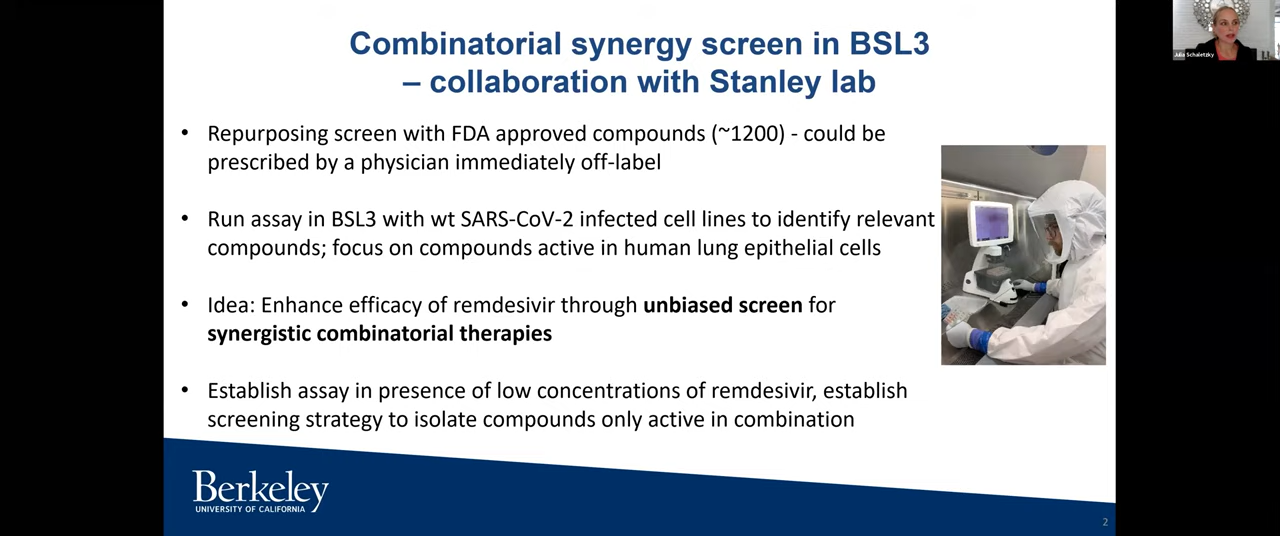 Combinatorial synergy screen in BSL3
– collaboration with Stanley lab
• Repurposing screen with FDA approved compounds (~1200) - could be
prescribed by a physician immediately off-label
• Run assay in BSL3 with wt SARS-CoV-2 infected cell lines to identify relevant
compounds; focus on compounds active in human lung epithelial cells
• Idea: Enhance efficacy of remdesivir through unbiased screen for
synergistic combinatorial therapies
• Establish assay in presence of low concentrations of remdesivir, establish
screening strategy to isolate compounds only active in combination
Berkeley
UNIVERSITY OF CALIFORNIA
2
Julia Schaletzky